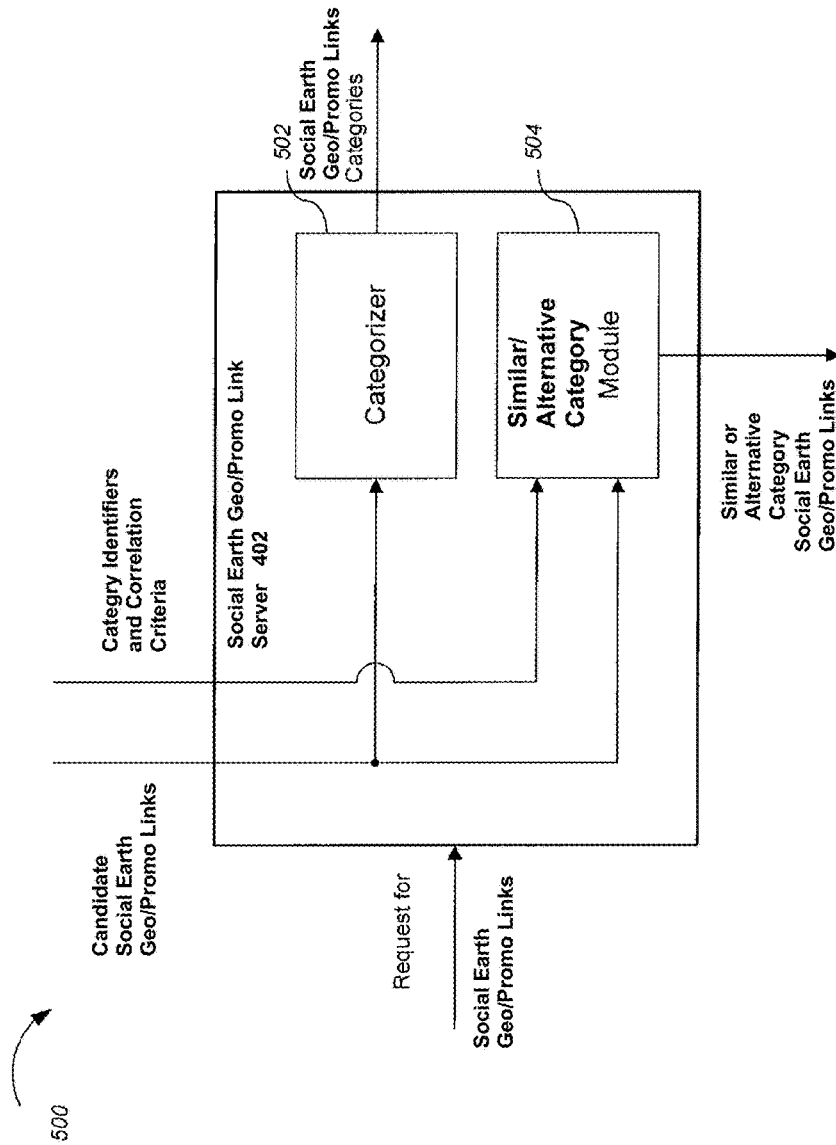 500
Candidate
Social Earth
Geo/Promo Links
Categry Identifiers
and Correlation
Criteria
Request for
Social Earth
Geo/Promo Links
Social Earth Geo/Promo Link
Server 402
Categorizer
502
Social Earth
Geo/Promo Links
Categories
Similar/
Alternative
Category
Module
504
Similar or
Alternative
Category
Social Earth
Geo/Promo Links